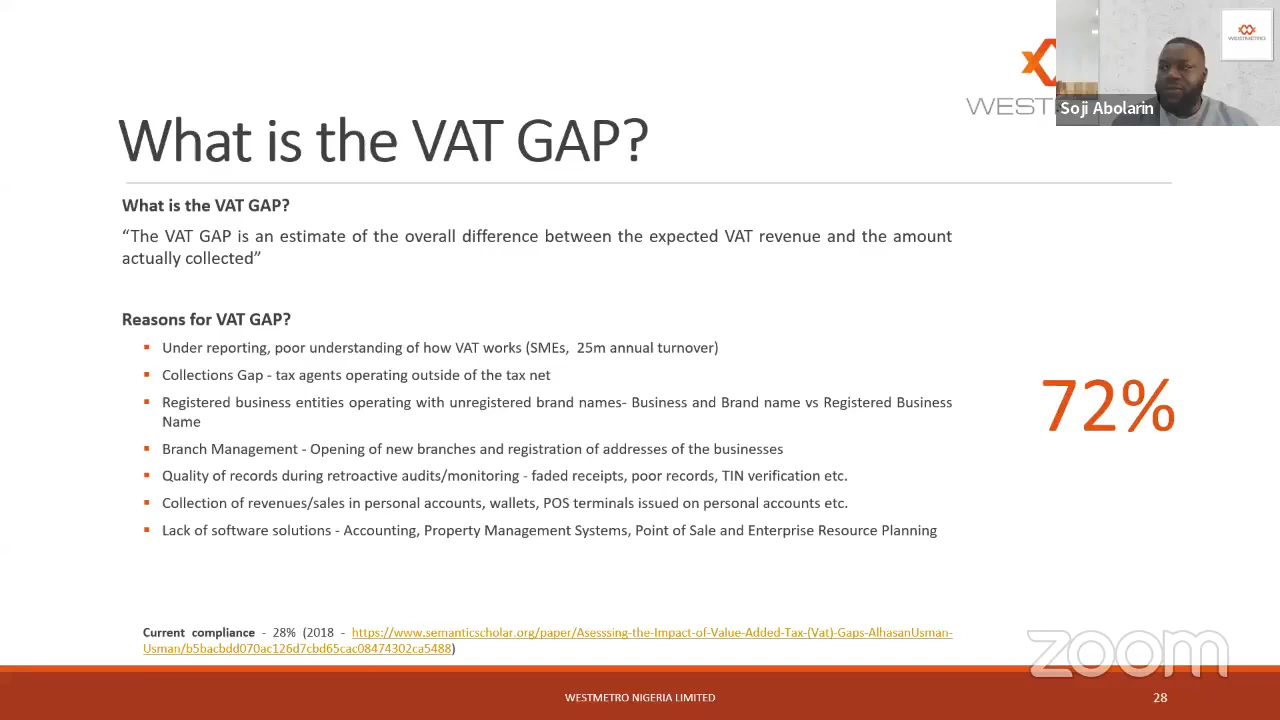 WESTMETRO
WEST
Soji Abolarin
What is the VAT GAP?
What is the VAT GAP?
“The VAT GAP is an estimate of the overall difference between the expected VAT revenue and the amount
actually collected”
Reasons for VAT GAP?
Under reporting, poor understanding of how VAT works (SMEs, 25m annual turnover)
Collections Gap - tax agents operating outside of the tax net
Registered business entities operating with unregistered brand names- Business and Brand name vs Registered Business
Name
Branch Management - Opening of new branches and registration of addresses of the businesses
Quality of records during retroactive audits/monitoring - faded receipts, poor records, TIN verification etc.
Collection of revenues/sales in personal accounts, wallets, POS terminals issued on personal accounts etc.
Lack of software solutions - Accounting, Property Management Systems, Point of Sale and Enterprise Resource Planning
72%
Current compliance - 28% (2018 - https://www.semanticscholar.org/paper/Asesssing-the-Impact-of-Value-Added-Tax-(Vat)-Gaps-AlhasanUsman-
Usman/b5bacbdd070ac126d7cbd65cac08474302ca5488)
zoom
WESTMETRO NIGERIA LIMITED
28